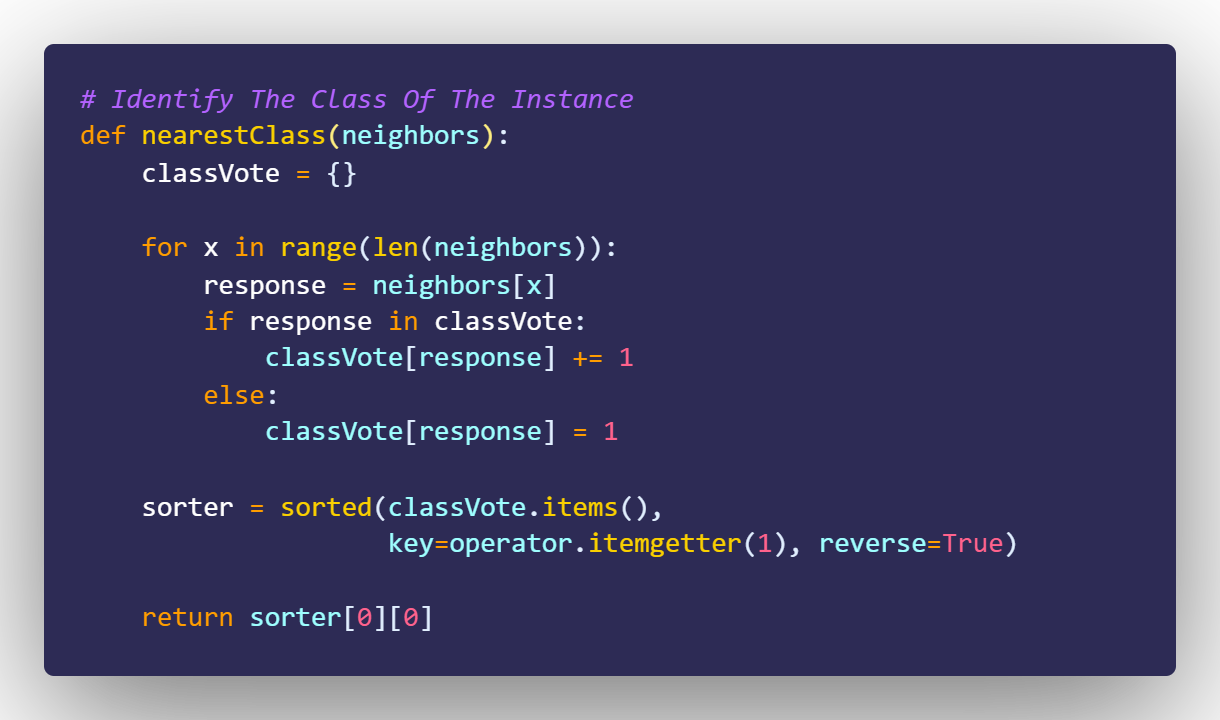 # Identify The Class Of The Instance
def nearestClass(neighbors):
    classVote = {}
    for x in range(len(neighbors)):
        response = neighbors[x]
        if response in classVote:
            classVote[response] += 1
        else:
            classVote[response] = 1
    sorter = sorted(classVote.items(),
                    key=operator.itemgetter(1), reverse=True)
    return sorter[0][0]